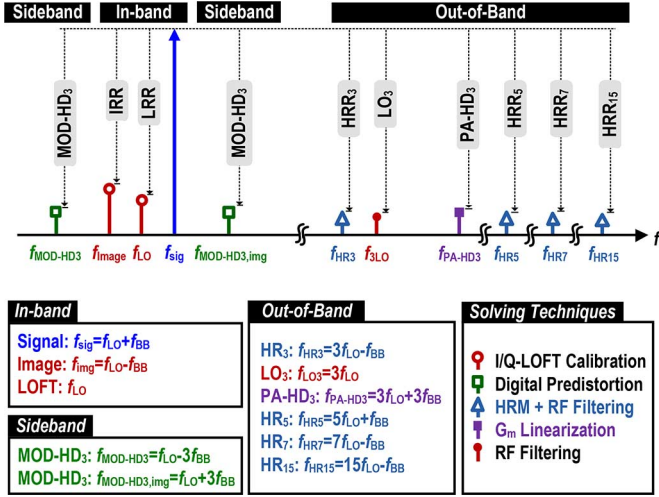 Sideband In-band Sideband Out-of-Band
MOD-HD3 IRR LRR MOD-HD3 HRR3 LO3 PA-HD3 HRR5 HRR7 HRR15
fMOD-HD3 fImage fLO fsig fMOD-HD3,img fHR3 f3LO fPA-HD3 fHR5 fHR7 fHR15 f
In-band
Signal: fsig=fLO+fBB
Image: fimg=fLO-fBB
LOFT: fLO
Sideband
MOD-HD3: fMOD-HD3=fLO-3fBB
MOD-HD3: fMOD-HD3,img=fLO+3fBB
Out-of-Band
HR3: fHR3=3fLO-fBB
LO3: fLO3=3fLO
PA-HD3: fPA-HD3=3fLO+3fBB
HR5: fHR5=5fLO+fBB
HR7: fHR7=7fLO-fBB
HR15: fHR15=15fLO-fBB
Solving Techniques
I/Q-LOFT Calibration
Digital Predistortion
HRM + RF Filtering
Gm Linearization
RF Filtering